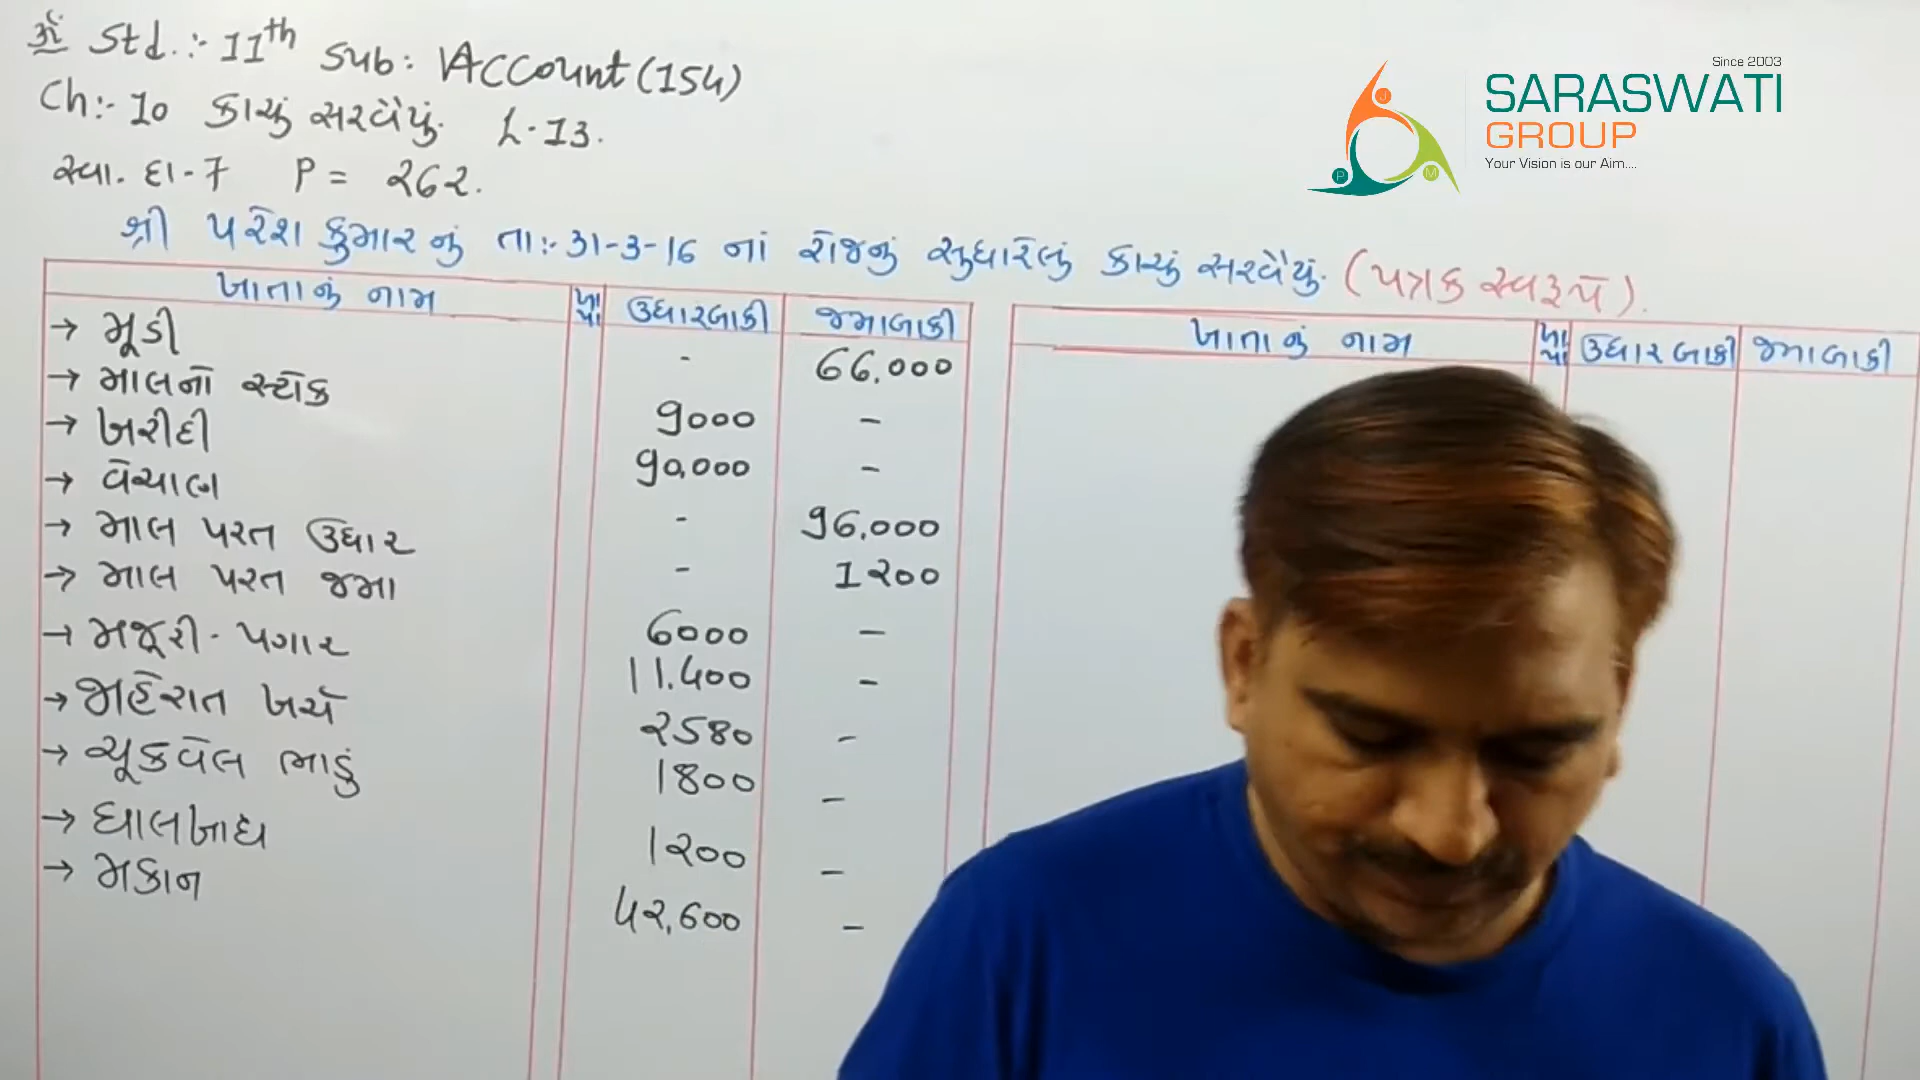 ૐ Std.:- 11th Sub: Account (154)
Ch:- 10 કાચું સરવૈયું. L-13.
સ્વા. દા-7 P = 262.
શ્રી પરેશકુમારનું તા:-31-3-16 નાં રોજનું સુધારેલું કાચું સરવૈયું. (પત્રક સ્વરૂપે).
ખાતાનું નામ ખા પા ઉધારબાકી જમાબાકી
→ મૂડી - 66,000
→ માલનો સ્ટૉક 9000 -
→ ખરીદી 90,000 -
→ વેચાણ - 96,000
→ માલ પરત ઉધાર - 1200
→ માલ પરત જમા 6000 -
→ મજૂરી-પગાર 11,400 -
→ જાહેરાત ખર્ચ 2580 -
→ ચૂકવેલ ભાડું 1800 -
→ ઘાલખાધ 1200 -
→ મકાન 42,600 -
ખાતાનું નામ ખા પા ઉધારબાકી જમાબાકી
Since 2003
SARASWATI
GROUP
Your Vision is our Aim....
J
P
M